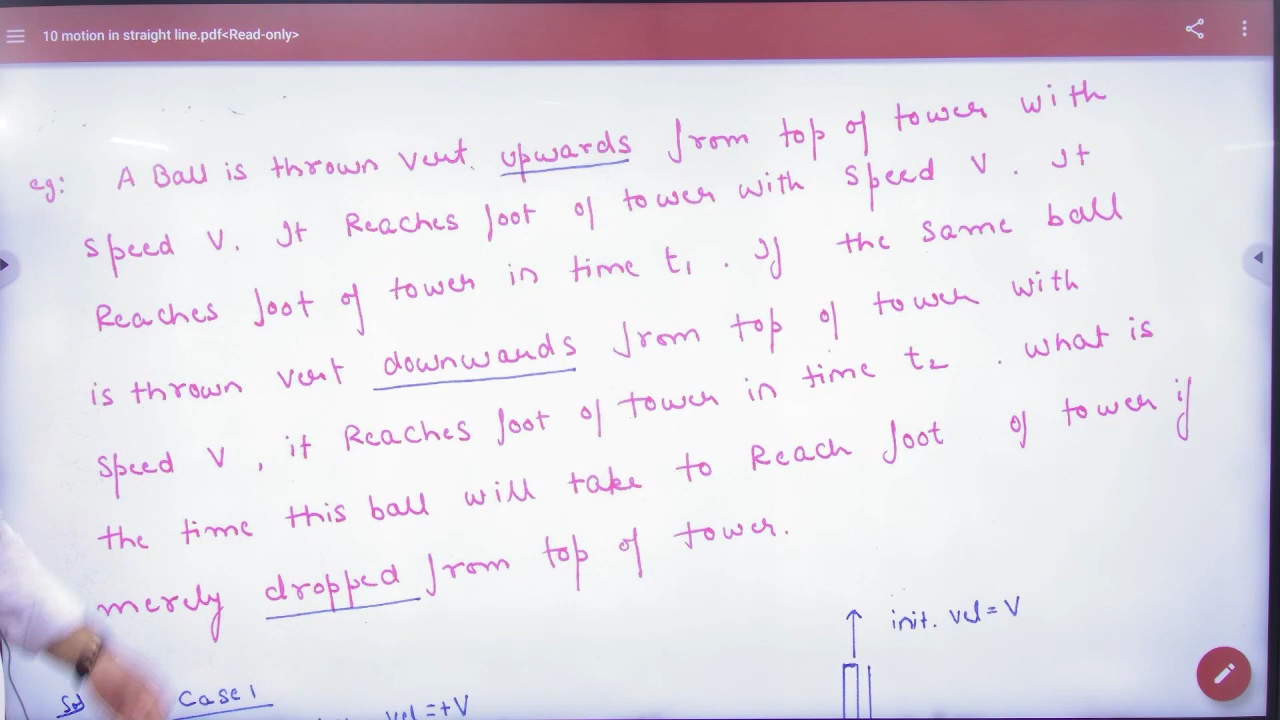 10 motion in straight line.pdf<Read-only>
eg: A Ball is thrown vert. upwards from top of tower with
speed V. It Reaches foot of tower with speed V. It
Reaches foot of tower in time t₁. If the same ball
is thrown vert downwards from top of tower with
speed V, it Reaches foot of tower in time t₂. what is
the time this ball will take to Reach foot of tower if
merely dropped from top of tower.
init. vel = V
Sol Case 1
vel = +V